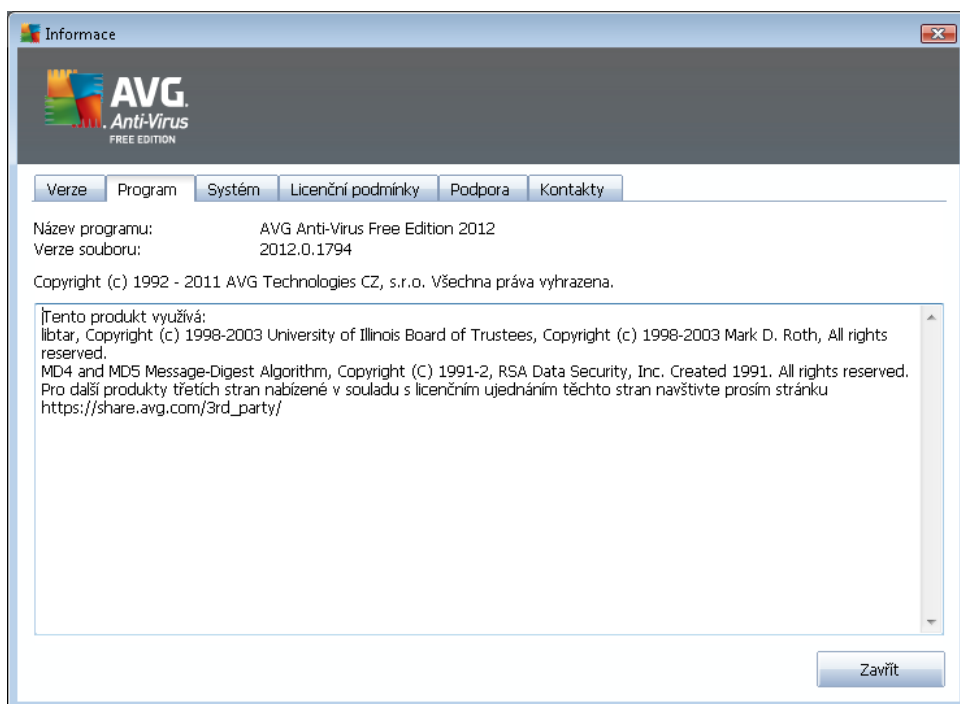 Informace
AVG.
Anti-Virus
FREE EDITION
Verze Program Systém Licenční podmínky Podpora Kontakty
Název programu: AVG Anti-Virus Free Edition 2012
Verze souboru: 2012.0.1794
Copyright (c) 1992 - 2011 AVG Technologies CZ, s.r.o. Všechna práva vyhrazena.
Tento produkt využívá:
libtar, Copyright (c) 1998-2003 University of Illinois Board of Trustees, Copyright (c) 1998-2003 Mark D. Roth, All rights
reserved.
MD4 and MD5 Message-Digest Algorithm, Copyright (C) 1991-2, RSA Data Security, Inc. Created 1991. All rights reserved.
Pro další produkty třetích stran nabízené v souladu s licenčním ujednáním těchto stran navštivte prosím stránku
https://share.avg.com/3rd_party/
Zavřít